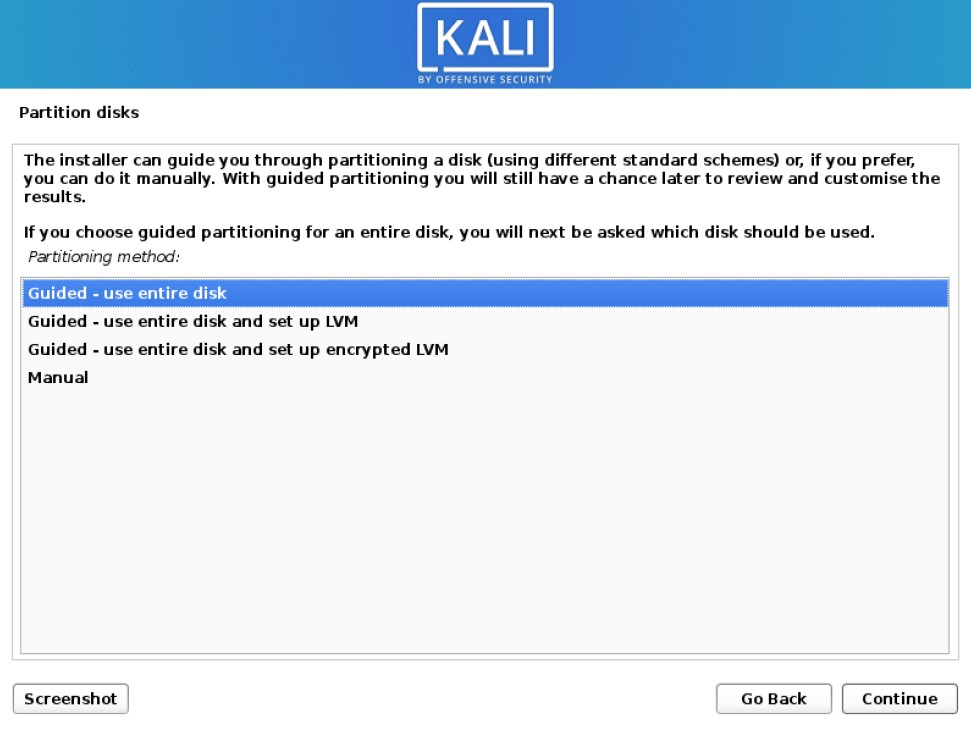 KALI
BY OFFENSIVE SECURITY
Partition disks
The installer can guide you through partitioning a disk (using different standard schemes) or, if you prefer,
you can do it manually. With guided partitioning you will still have a chance later to review and customise the
results.
If you choose guided partitioning for an entire disk, you will next be asked which disk should be used.
Partitioning method:
Guided - use entire disk
Guided - use entire disk and set up LVM
Guided - use entire disk and set up encrypted LVM
Manual
Screenshot
Go Back
Continue